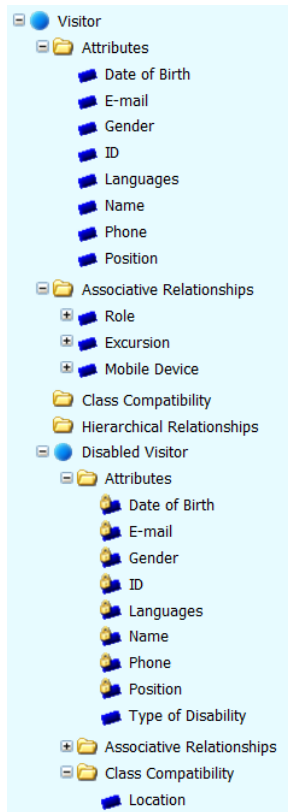 Visitor
Attributes
Date of Birth
E-mail
Gender
ID
Languages
Name
Phone
Position
Associative Relationships
Role
Excursion
Mobile Device
Class Compatibility
Hierarchical Relationships
Disabled Visitor
Attributes
Date of Birth
E-mail
Gender
ID
Languages
Name
Phone
Position
Type of Disability
Associative Relationships
Class Compatibility
Location